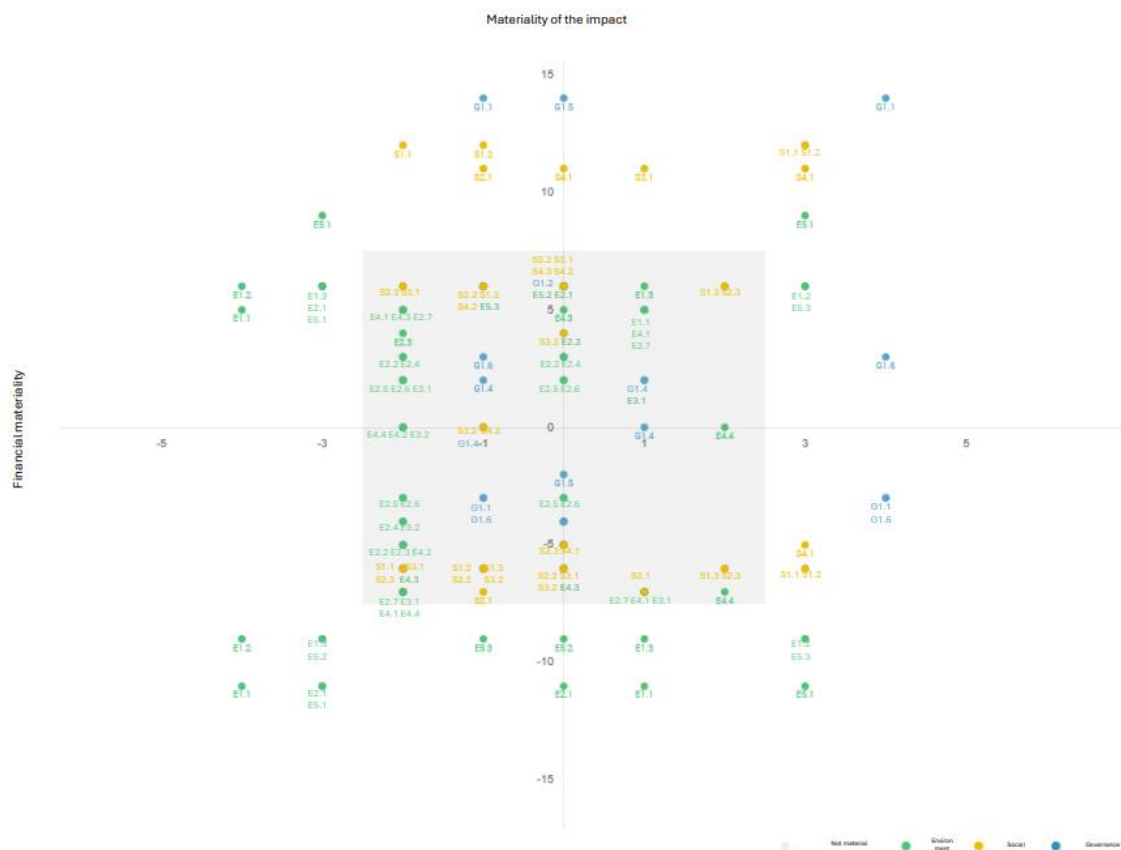 Materiality of the impact
15
G1.1 G1.5 G1.1
S1.1 S1.2 S1.1 S1.2
S2.1 S4.1 S2.1 S4.1
10
E5.1 E5.1
S2.2 S3.1
S4.3 S4.2
G1.2
E1.2 E1.3 S2.3 S3.1 S2.2 S1.3 E5.2 E2.1 E1.3 S1.3 S2.3 E1.2
E2.1 S4.2 E5.3 E5.3
E5.1
5
E1.1 E4.1 E4.3 E2.7 E4.3 E1.1
E4.1
E2.7
E2.3 S3.3 E2.3
E2.2 E2.4 G1.6 E2.2 E2.4 G1.6
E2.5 E2.6 E3.1 G1.4 E2.5 E2.6 G1.4
E3.1
0
E4.4 E4.2 E3.2 S3.2 S4.2 G1.4 E4.4
G1.4
-5 -3 -1 1 3 5
Financial materiality
G1.5
E2.5 E2.6 G1.1 E2.5 E2.6 G1.1
G1.6 G1.6
E2.4 E3.2
-5
E2.2 E2.3 E4.2 S3.3 S4.1 S4.1
S1.1 S3.1 S1.2 S1.3 S2.2 S3.1 S1.3 S2.3 S1.1 S1.2
S2.3 E4.3 S2.2 S3.2 S3.2 E4.3
S2.1
E2.7 E3.1 S2.1 E2.7 E4.1 E3.1 E4.4
E4.1 E4.4
E1.2 E5.3 E5.2 E1.3
E5.2 E5.3
-10
E1.1 E2.1 E2.1 E1.1 E5.1
E5.1
-15
Not material Environ Social Governance
ment